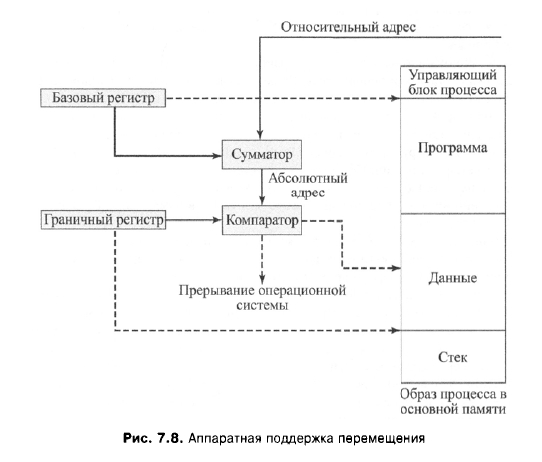 Относительный адрес
Управляющий
блок процесса
Базовый регистр
Программа
Сумматор
Абсолютный
адрес
Граничный регистр
Компаратор
Данные
Прерывание операционной
системы
Стек
Образ процесса в
основной памяти
Рис. 7.8. Аппаратная поддержка перемещения